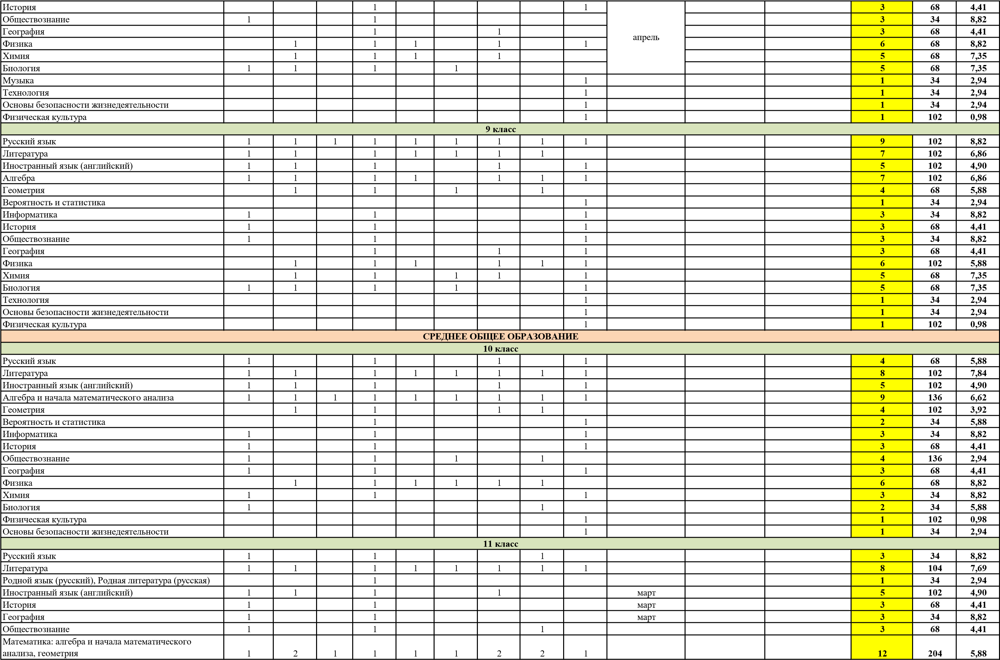 История 1 1 3 68 4,41
Обществознание 1 1 3 34 8,82
География 1 1 3 68 4,41
апрель
Физика 1 1 1 1 1 6 68 8,82
Химия 1 1 1 1 5 68 7,35
Биология 1 1 1 1 5 68 7,35
Музыка 1 1 34 2,94
Технология 1 1 34 2,94
Основы безопасности жизнедеятельности 1 1 34 2,94
Физическая культура 1 1 102 0,98
9 класс
Русский язык 1 1 1 1 1 1 1 1 1 9 102 8,82
Литература 1 1 1 1 1 1 1 7 102 6,86
Иностранный язык (английский) 1 1 1 1 1 5 102 4,90
Алгебра 1 1 1 1 1 1 1 7 102 6,86
Геометрия 1 1 1 1 4 68 5,88
Вероятность и статистика 1 1 34 2,94
Информатика 1 1 1 3 34 8,82
История 1 1 1 3 68 4,41
Обществознание 1 1 1 3 34 8,82
География 1 1 1 3 68 4,41
Физика 1 1 1 1 1 1 6 102 5,88
Химия 1 1 1 1 1 5 68 7,35
Биология 1 1 1 1 1 5 68 7,35
Технология 1 1 34 2,94
Основы безопасности жизнедеятельности 1 1 34 2,94
Физическая культура 1 1 102 0,98
СРЕДНЕЕ ОБЩЕЕ ОБРАЗОВАНИЕ
10 класс
Русский язык 1 1 1 1 4 68 5,88
Литература 1 1 1 1 1 1 1 1 8 102 7,84
Иностранный язык (английский) 1 1 1 1 1 5 102 4,90
Алгебра и начала математического анализа 1 1 1 1 1 1 1 1 1 9 136 6,62
Геометрия 1 1 1 1 4 102 3,92
Вероятность и статистика 1 1 2 34 5,88
Информатика 1 1 1 3 34 8,82
История 1 1 1 3 68 4,41
Обществознание 1 1 1 1 4 136 2,94
География 1 1 1 3 68 4,41
Физика 1 1 1 1 1 1 6 68 8,82
Химия 1 1 1 3 34 8,82
Биология 1 1 2 34 5,88
Физическая культура 1 1 102 0,98
Основы безопасности жизнедеятельности 1 1 34 2,94
11 класс
Русский язык 1 1 1 3 34 8,82
Литература 1 1 1 1 1 1 1 1 8 104 7,69
Родной язык (русский), Родная литература (русская) 1 1 34 2,94
Иностранный язык (английский) 1 1 1 1 март 5 102 4,90
История 1 1 март 3 68 4,41
География 1 1 март 3 34 8,82
Обществознание 1 1 1 3 68 4,41
Математика: алгебра и начала математического
анализа, геометрия 1 2 1 1 1 1 2 2 1 12 204 5,88